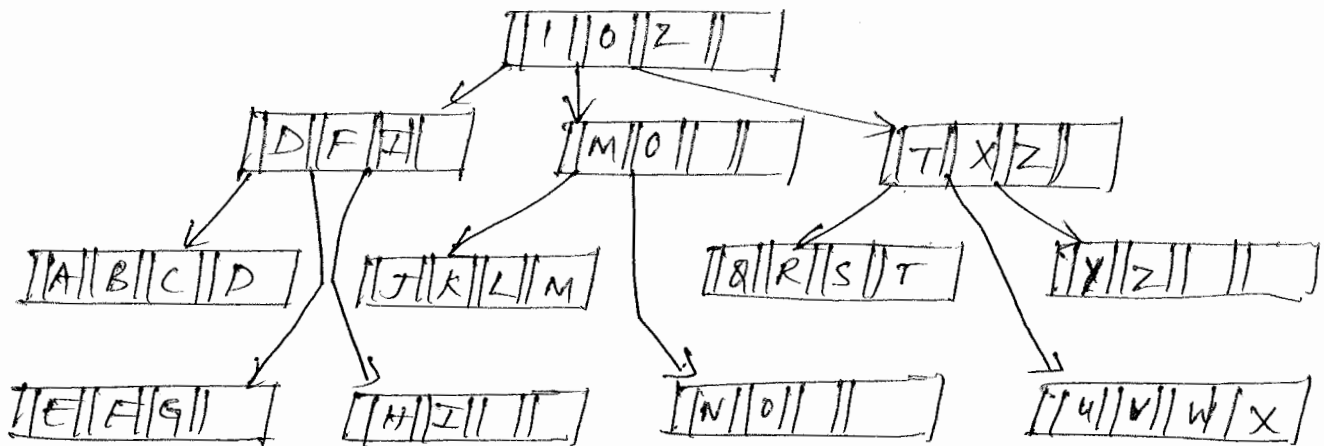 I O Z
D F I M O T X Z
A B C D J K L M Q R S T Y Z
E F G H I N O U V W X